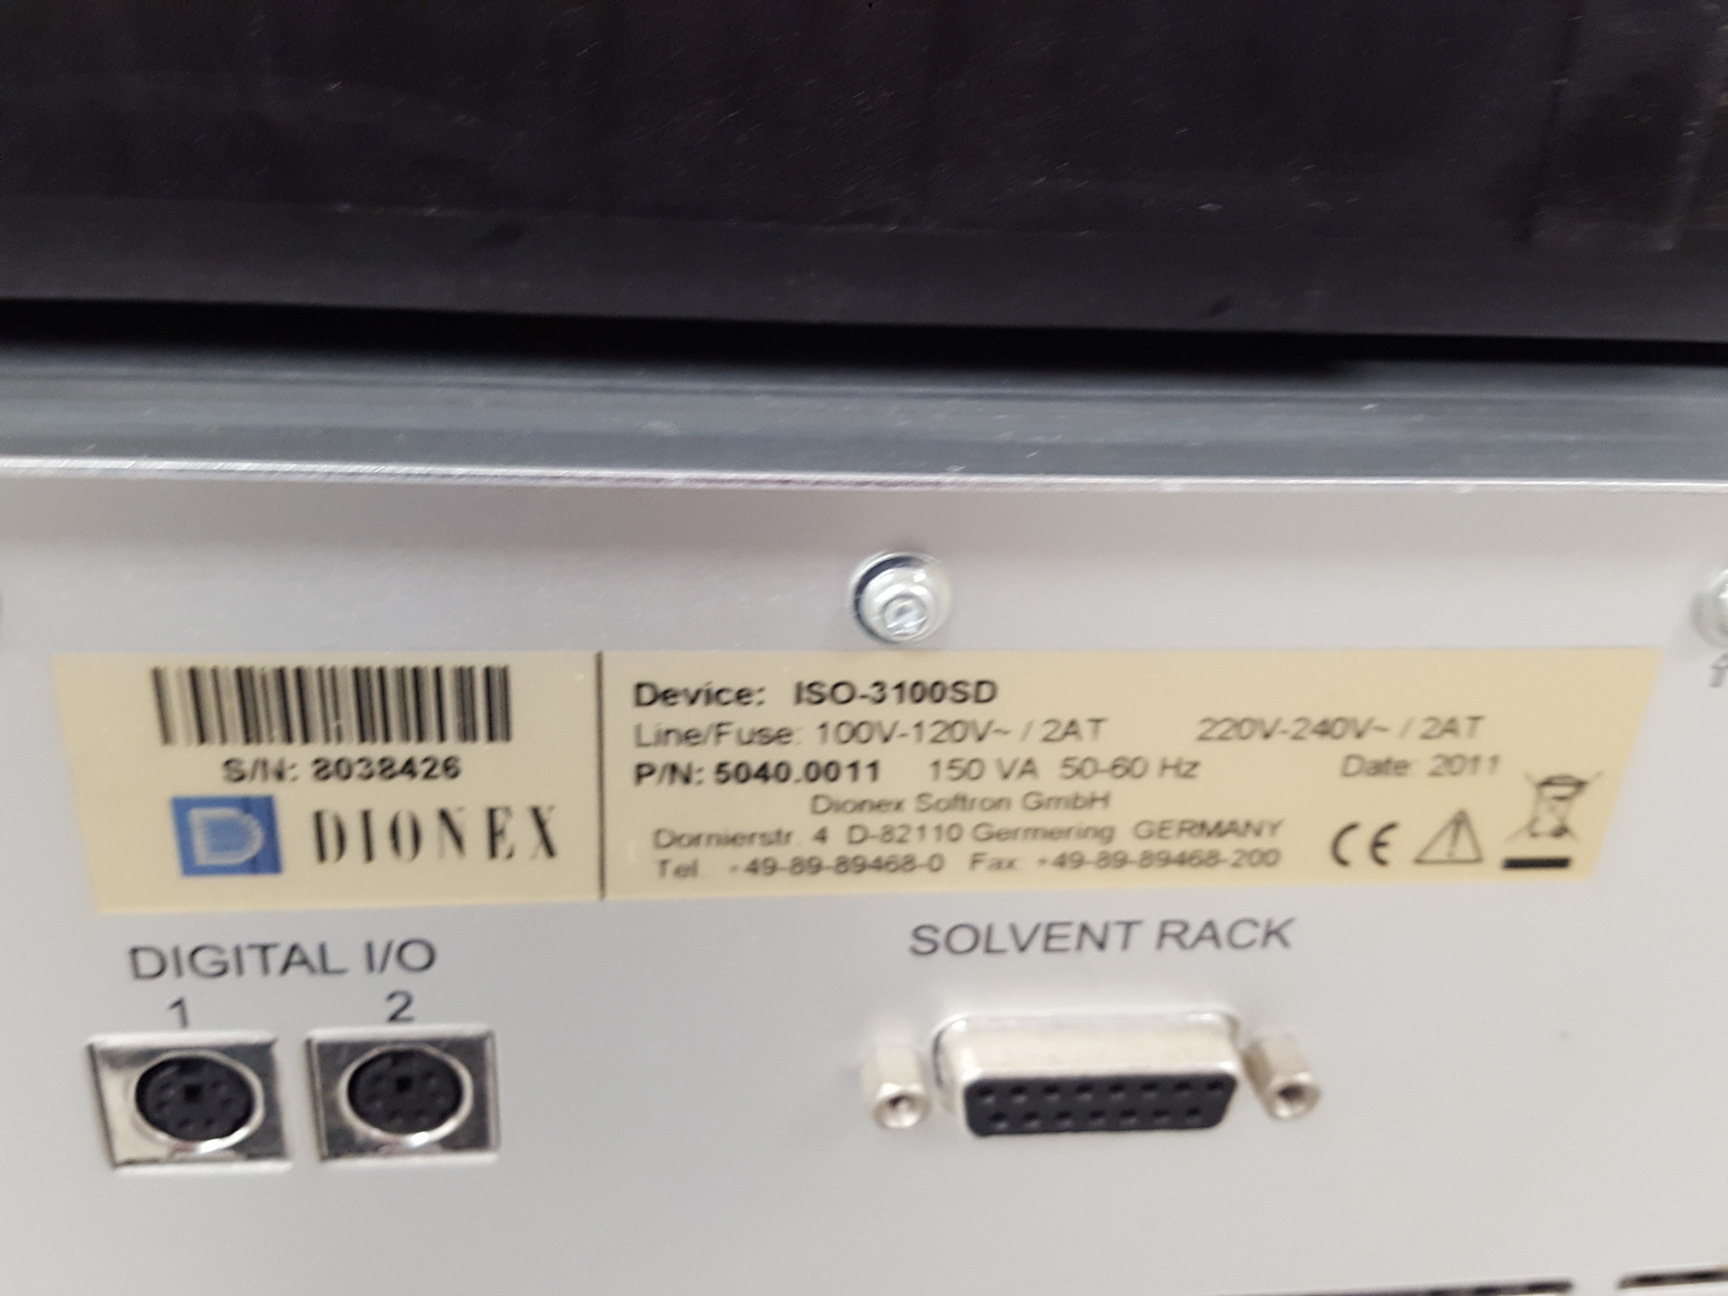 S/N: 8038426
DIONEX
Device: ISO-3100SD
Line/Fuse: 100V-120V~ / 2AT 220V-240V~ / 2AT
P/N: 5040.0011 150 VA 50-60 Hz Date: 2011
Dionex Softron GmbH
Dornierstr. 4 D-82110 Germering GERMANY
Tel. +49-89-89468-0 Fax +49-89-89468-200
CE
DIGITAL I/O
1 2
SOLVENT RACK